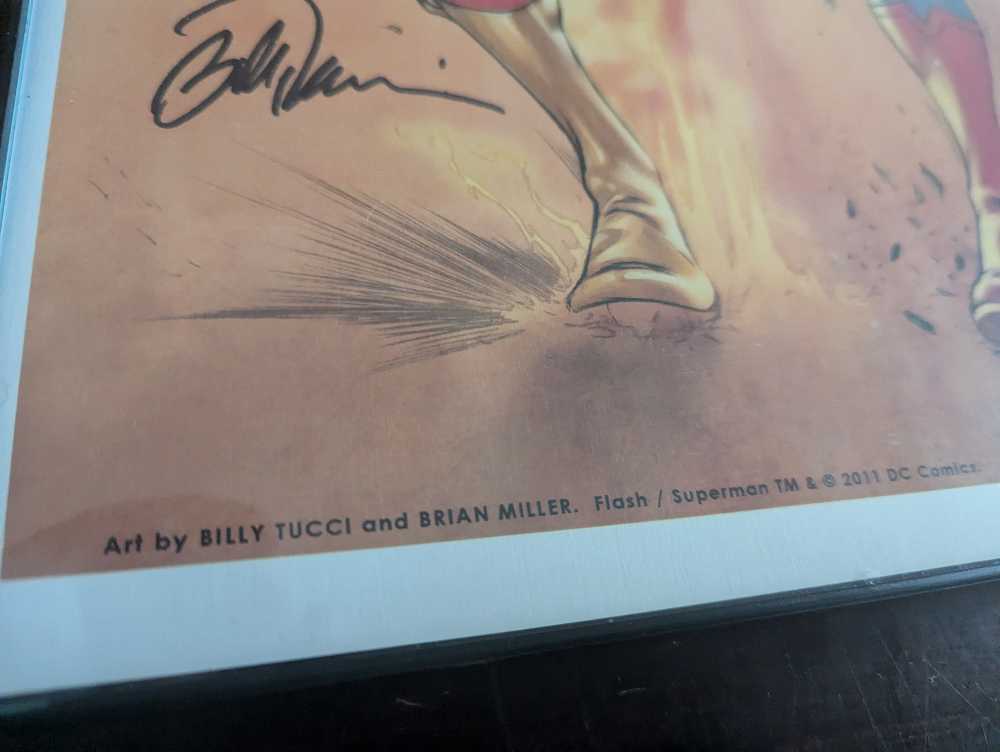 Art by BILLY TUCCI and BRIAN MILLER. Flash / Superman TM & © 2011 DC Comics.